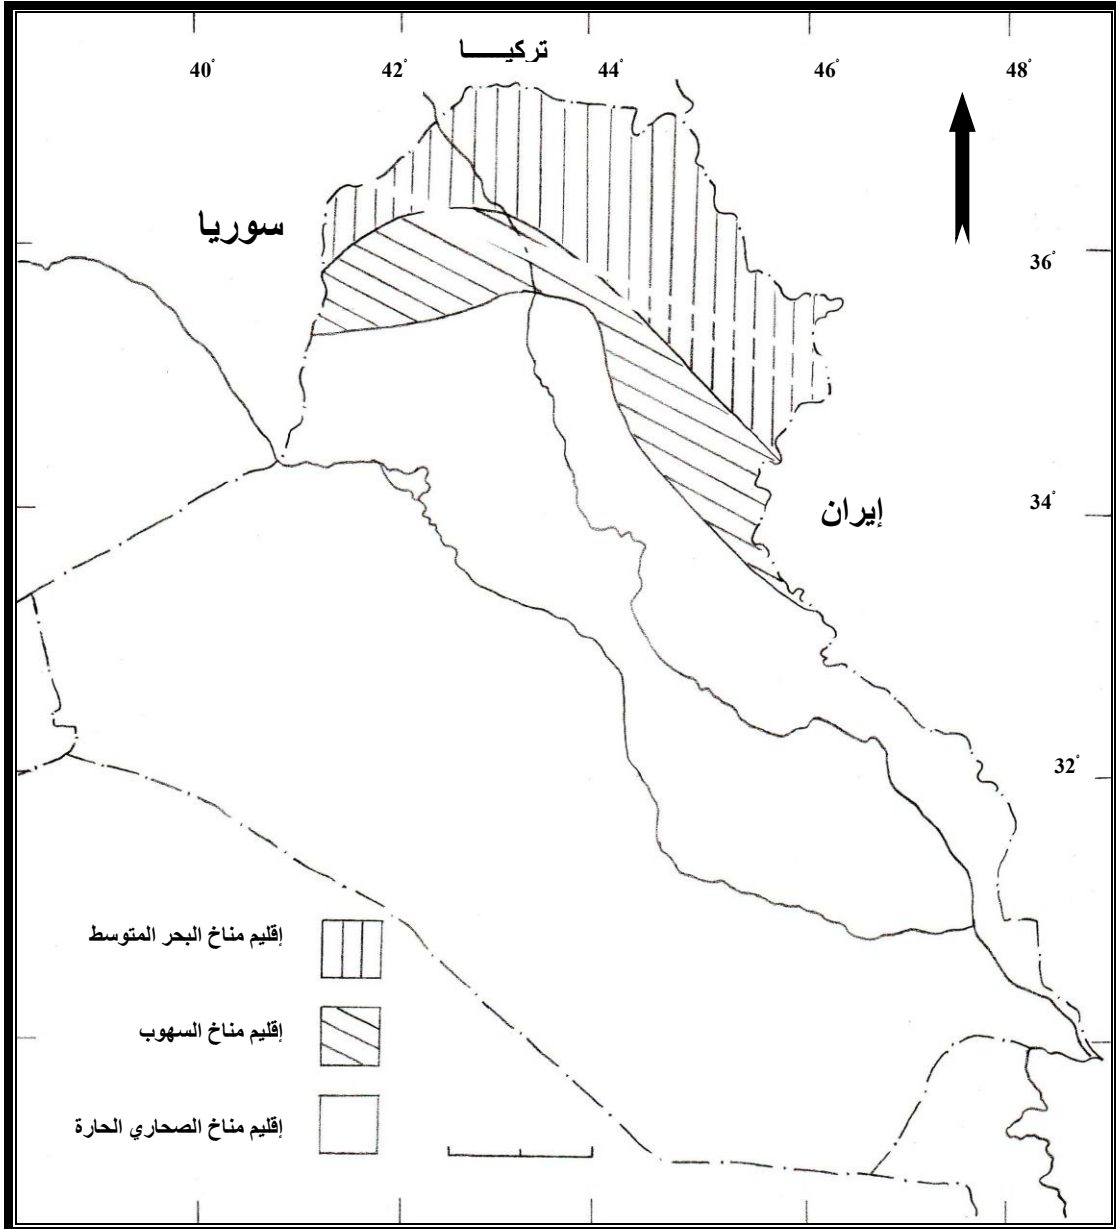 تركيـــــا
40° 42° 44° 46° 48°
سوريا
36°
إيران
34°
32°
إقليم مناخ البحر المتوسط
إقليم مناخ السهوب
إقليم مناخ الصحاري الحارة